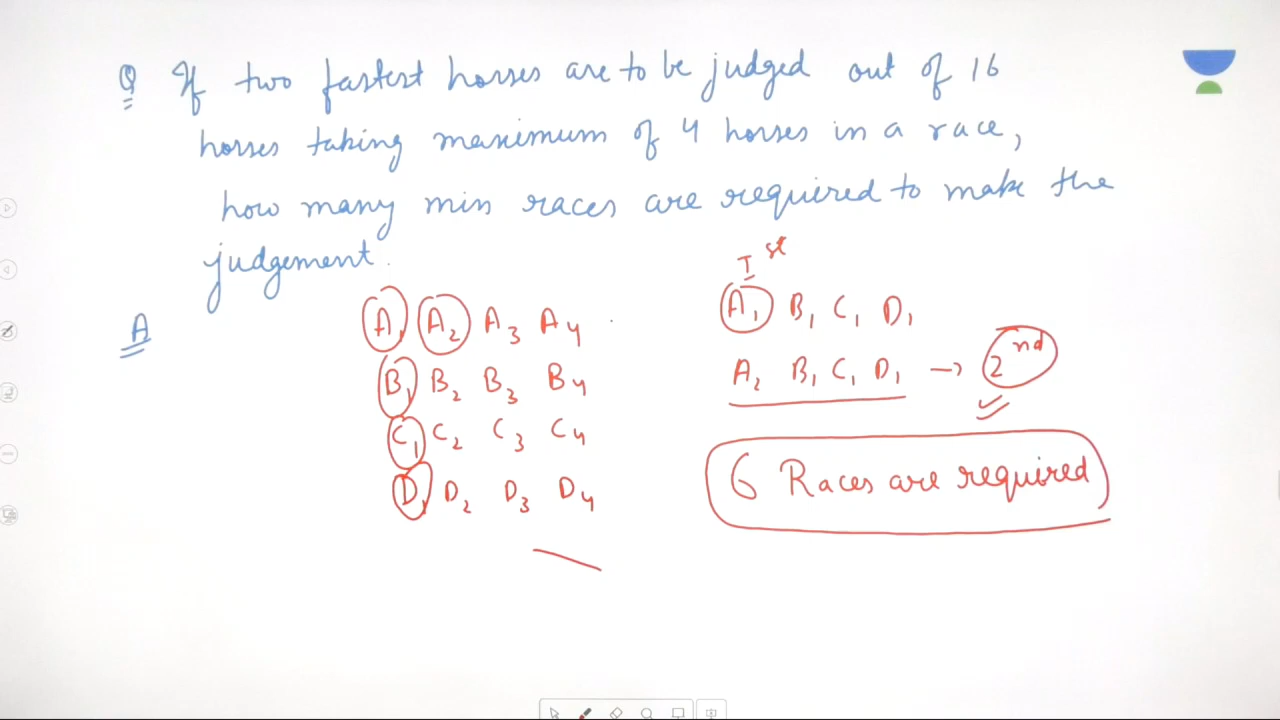 Q If two fastest horses are to be judged out of 16
horses taking maximum of 4 horses in a race,
how many min races are required to make the
judgement.
A
A1 A2 A3 A4
B1 B2 B3 B4
C1 C2 C3 C4
D1 D2 D3 D4
I st
A1 B1 C1 D1
A2 B1 C1 D1 → 2nd
6 Races are required